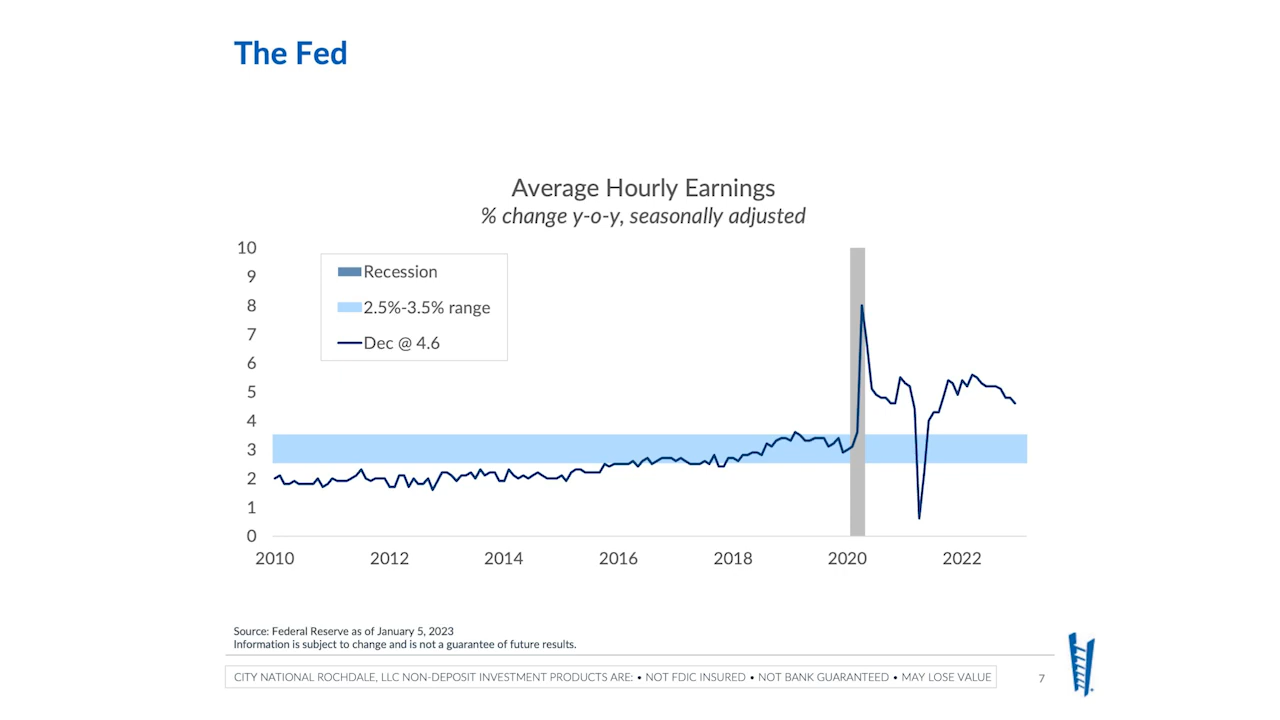 The Fed
Average Hourly Earnings
% change y-o-y, seasonally adjusted
10
9
8
7
6
5
4
3
2
1
0
Recession
2.5%-3.5% range
Dec @ 4.6
2010 2012 2014 2016 2018 2020 2022
Source: Federal Reserve as of January 5, 2023
Information is subject to change and is not a guarantee of future results.
CITY NATIONAL ROCHDALE, LLC NON-DEPOSIT INVESTMENT PRODUCTS ARE: • NOT FDIC INSURED • NOT BANK GUARANTEED • MAY LOSE VALUE
7